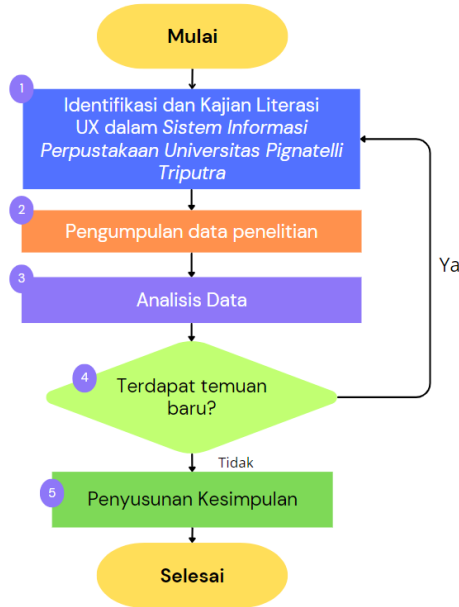 Mulai
1
Identifikasi dan Kajian Literasi
UX dalam Sistem Informasi
Perpustakaan Universitas Pignatelli
Triputra
2
Pengumpulan data penelitian
Ya
3
Analisis Data
4
Terdapat temuan
baru?
Tidak
5
Penyusunan Kesimpulan
Selesai